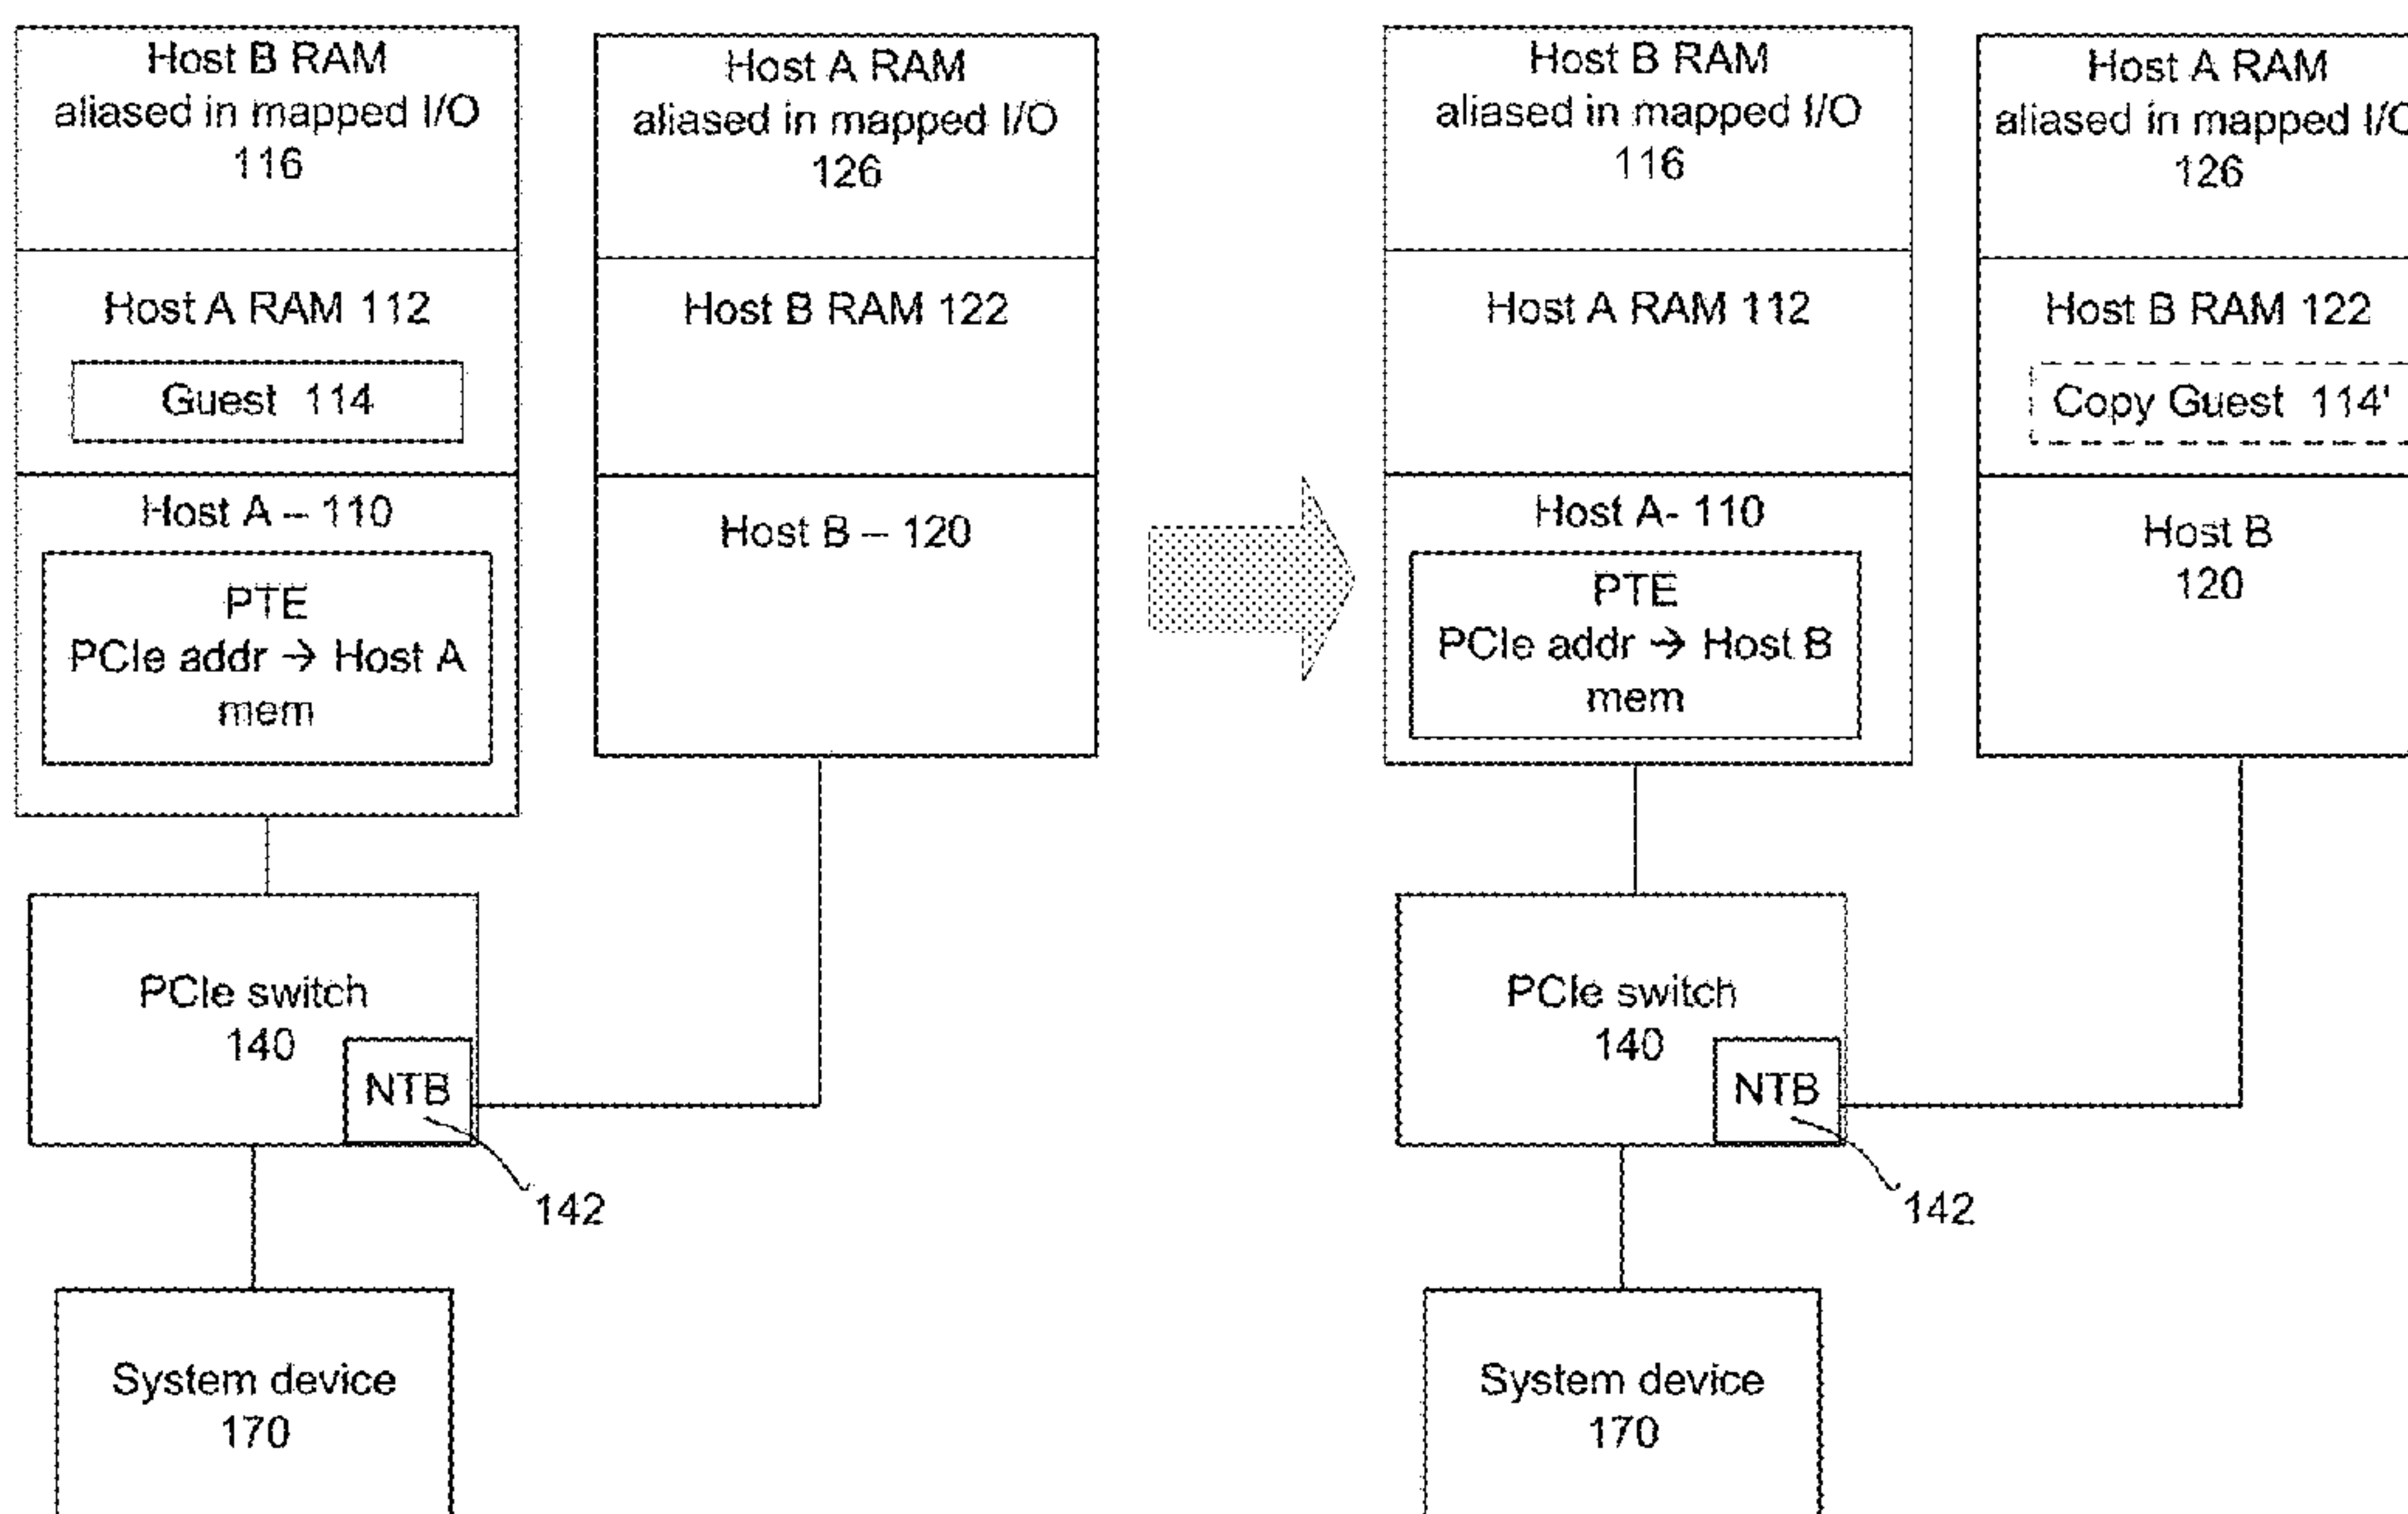 Host B RAM
aliased in mapped I/O
116
Host A RAM 112
Guest 114
Host A – 110
PTE
PCIe addr → Host A
mem
Host A RAM
aliased in mapped I/O
126
Host B RAM 122
Host B – 120
PCIe switch
140
NTB
142
System device
170
Host B RAM
aliased in mapped I/O
116
Host A RAM 112
Host A- 110
PTE
PCIe addr → Host B
mem
Host A RAM
aliased in mapped I/O
126
Host B RAM 122
Copy Guest 114'
Host B
120
PCIe switch
140
NTB
142
System device
170